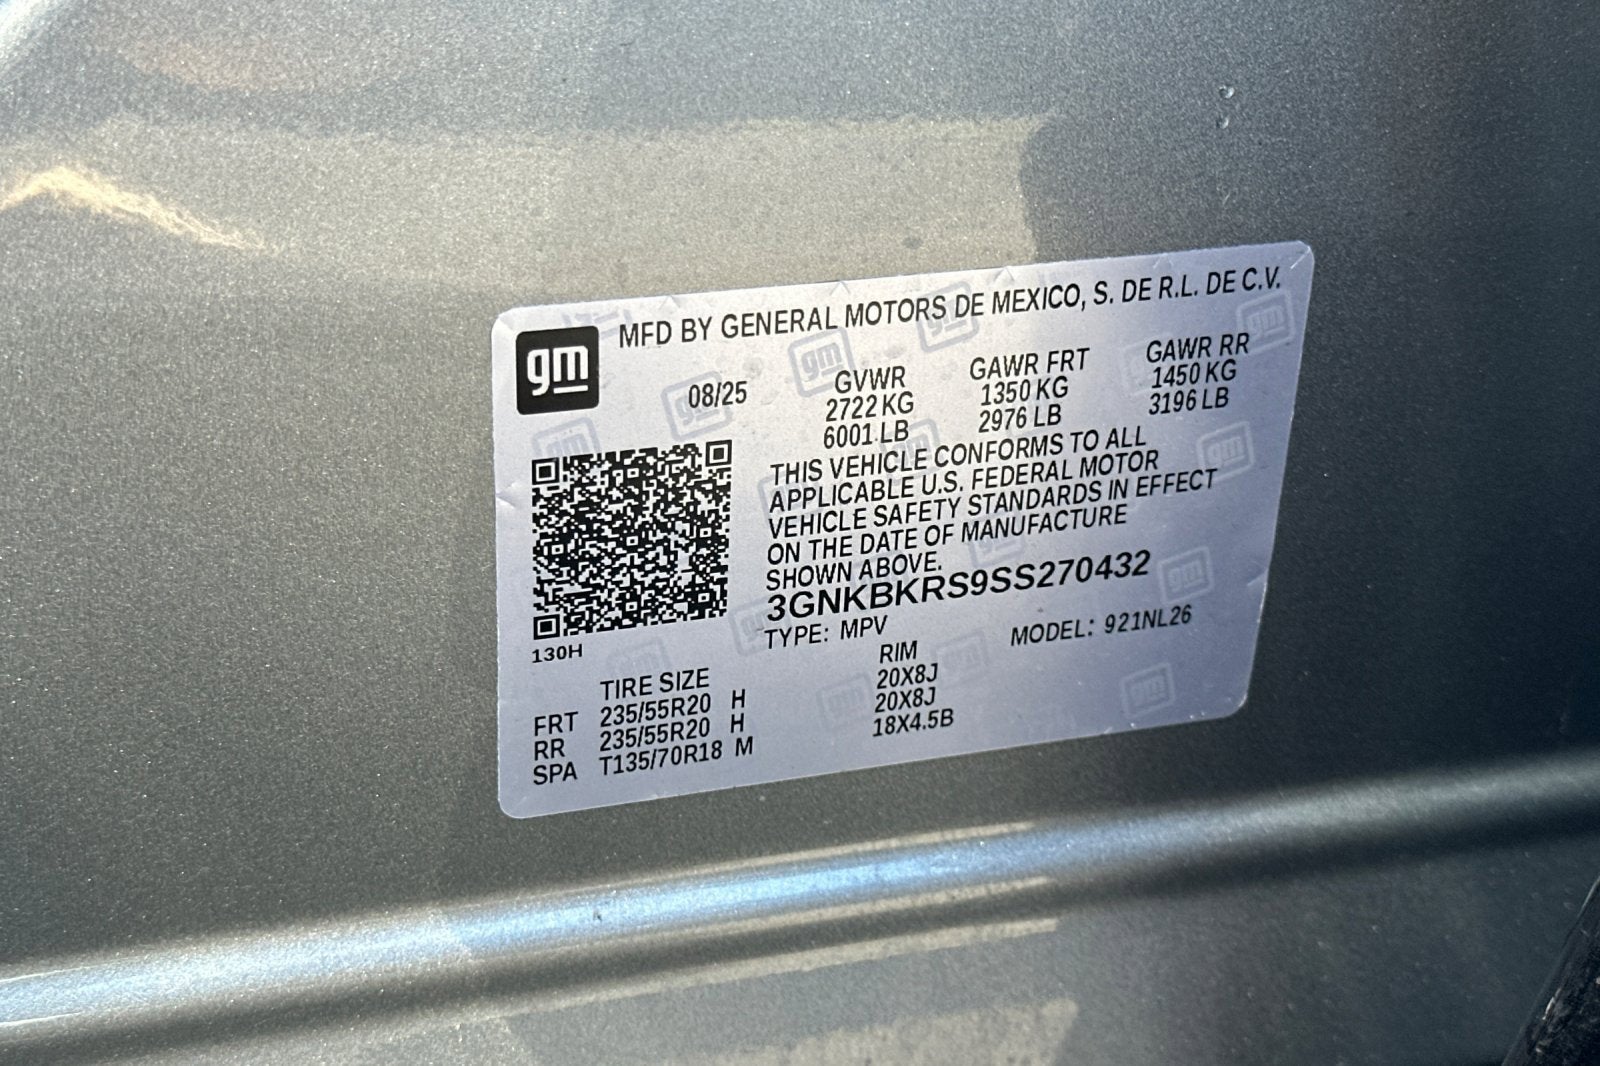 gm
MFD BY GENERAL MOTORS DE MEXICO, S. DE R.L. DE C.V.
08/25 GVWR GAWR FRT GAWR RR
2722 KG 1350 KG 1450 KG
6001 LB 2976 LB 3196 LB
THIS VEHICLE CONFORMS TO ALL
APPLICABLE U.S. FEDERAL MOTOR
VEHICLE SAFETY STANDARDS IN EFFECT
ON THE DATE OF MANUFACTURE
SHOWN ABOVE.
3GNKBKRS9SS270432
TYPE: MPV MODEL: 921NL26
130H
TIRE SIZE RIM
FRT 235/55R20 H 20X8J
RR 235/55R20 H 20X8J
SPA T135/70R18 M 18X4.5B